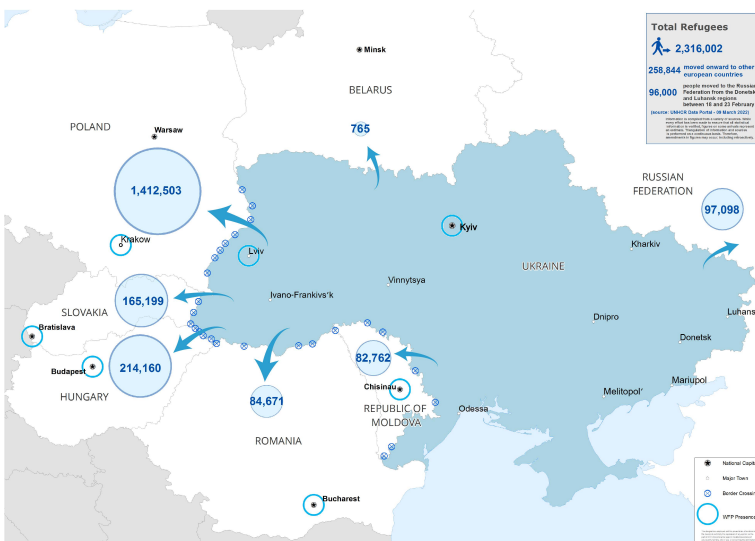 Total Refugees
2,316,002
258,844 moved onward to other
european countries
96,000 people moved to the Russian
Federation from the Donetsk
and Luhansk regions
between 18 and 23 February
(source: UNHCR Data Portal - 09 March 2022)
Minsk
BELARUS
765
POLAND
Warsaw
1,412,503
Krakow
Lviv
Kyiv
RUSSIAN
FEDERATION
97,098
Kharkiv
UKRAINE
Vinnytsya
Ivano-Frankivs'k
165,199
SLOVAKIA
Bratislava
Dnipro
Luhans
Donetsk
82,762
214,160
Budapest
HUNGARY
Chisinau
Mariupol
Melitopol'
84,671
REPUBLIC OF
MOLDOVA
Odessa
ROMANIA
Bucharest
National Capit
Major Town
Border Crossin
WFP Presence